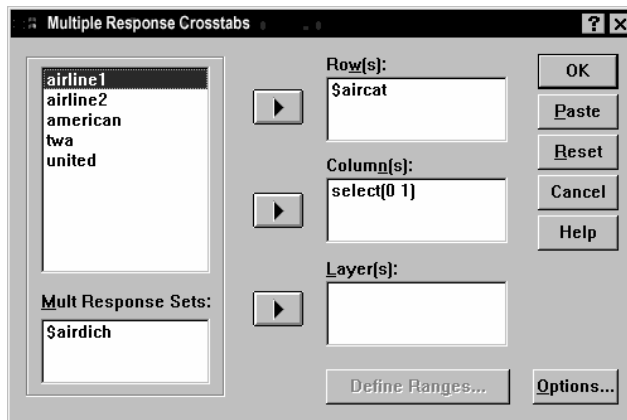 Multiple Response Crosstabs
? X
airline1
airline2
american
twa
united
Mult Response Sets:
$airdich
Row(s):
$aircat
Column(s):
select(0 1)
Layer(s):
Define Ranges...
OK
Paste
Reset
Cancel
Help
Options...